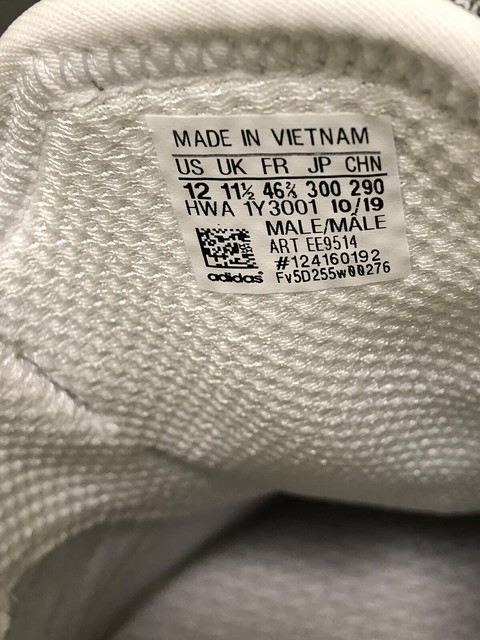 MADE IN VIETNAM
US UK FR JP CHN
12 11½ 46⅔ 300 290
HWA 1Y3001 10/19
MALE/MÂLE
ART EE9514
#124160192
Fv5D255w00276
adidas